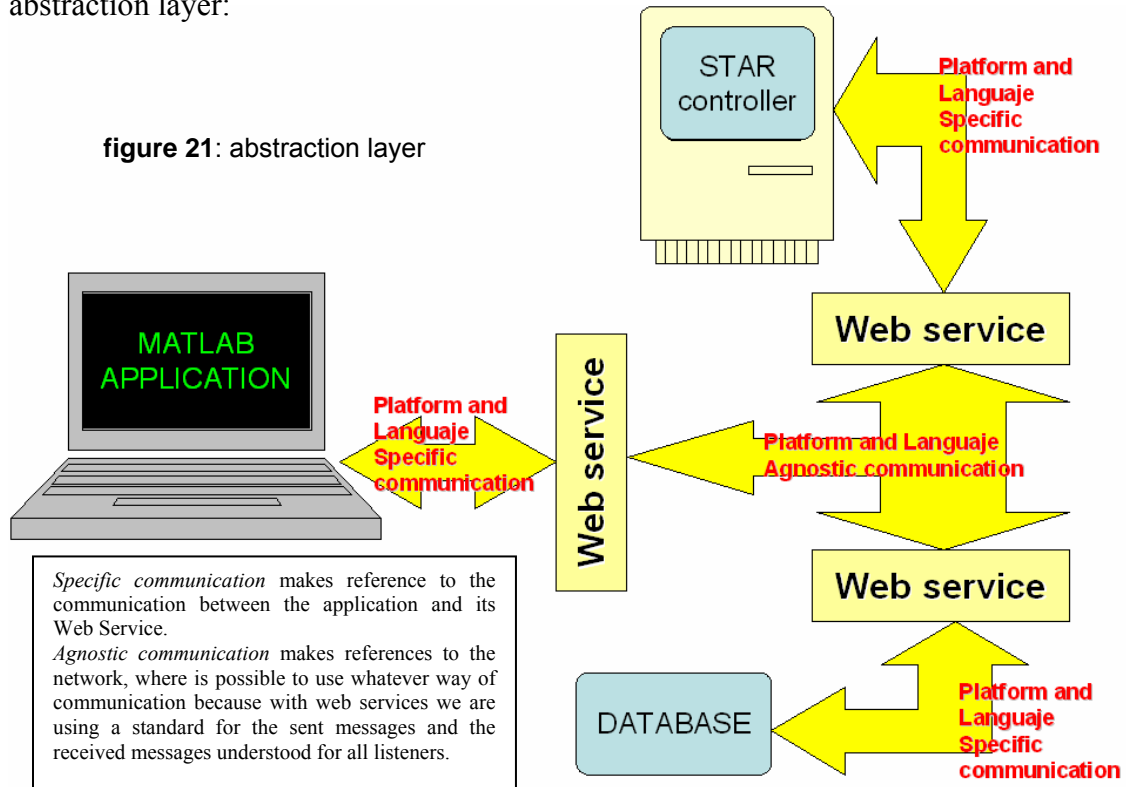 abstraction layer:
STAR
controller
Platform and
Languaje
Specific
communication
figure 21: abstraction layer
Web service
MATLAB
APPLICATION
Platform and
Languaje
Specific
communication
Web service
Platform and Languaje
Agnostic communication
Web service
Specific communication makes reference to the
communication between the application and its
Web Service.
Agnostic communication makes references to the
network, where is possible to use whatever way of
communication because with web services we are
using a standard for the sent messages and the
received messages understood for all listeners.
DATABASE
Platform and
Languaje
Specific
communication